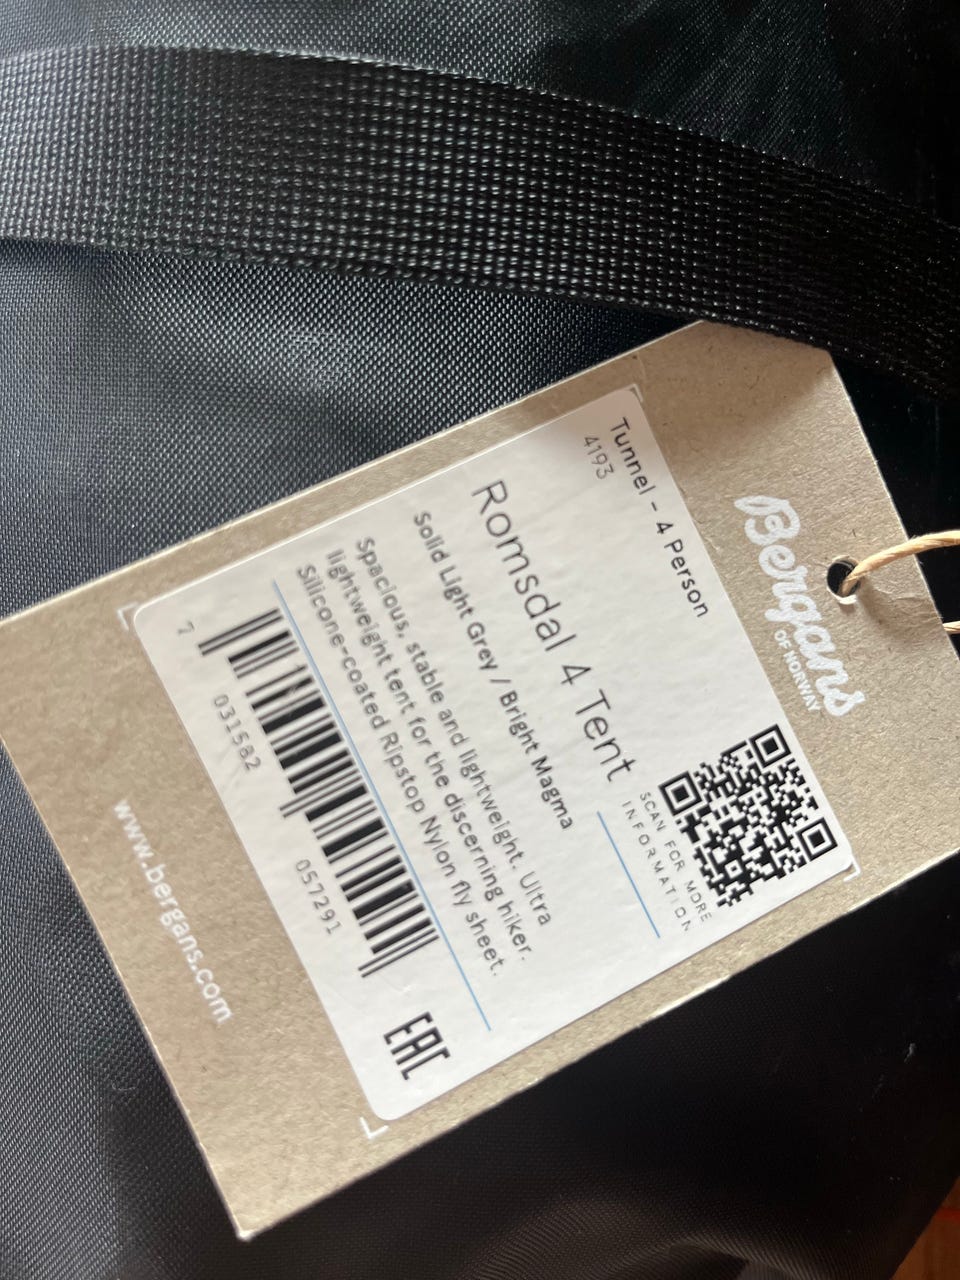 Bergans
OF NORWAY
Tunnel - 4 Person
4193
SCAN FOR MORE
INFORMATION
Romsdal 4 Tent
Solid Light Grey / Bright Magma
Spacious, stable and lightweight. Ultra
lightweight tent for the discerning hiker.
Silicone-coated Ripstop Nylon fly sheet.
7 031582 057291
EAC
www.bergans.com